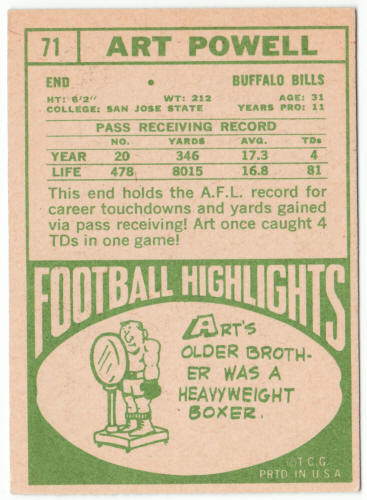 71 ART POWELL
END • BUFFALO BILLS
HT: 6'2" WT: 212 AGE: 31
COLLEGE: SAN JOSE STATE YEARS PRO: 11
PASS RECEIVING RECORD
NO. YARDS AVG. TDs
YEAR 20 346 17.3 4
LIFE 478 8015 16.8 81
This end holds the A.F.L. record for
career touchdowns and yards gained
via pass receiving! Art once caught 4
TDs in one game!
FOOTBALL HIGHLIGHTS
ART'S
OLDER BROTH-
ER WAS A
HEAVYWEIGHT
BOXER.
©T.C.G.
PRTD IN U.S.A